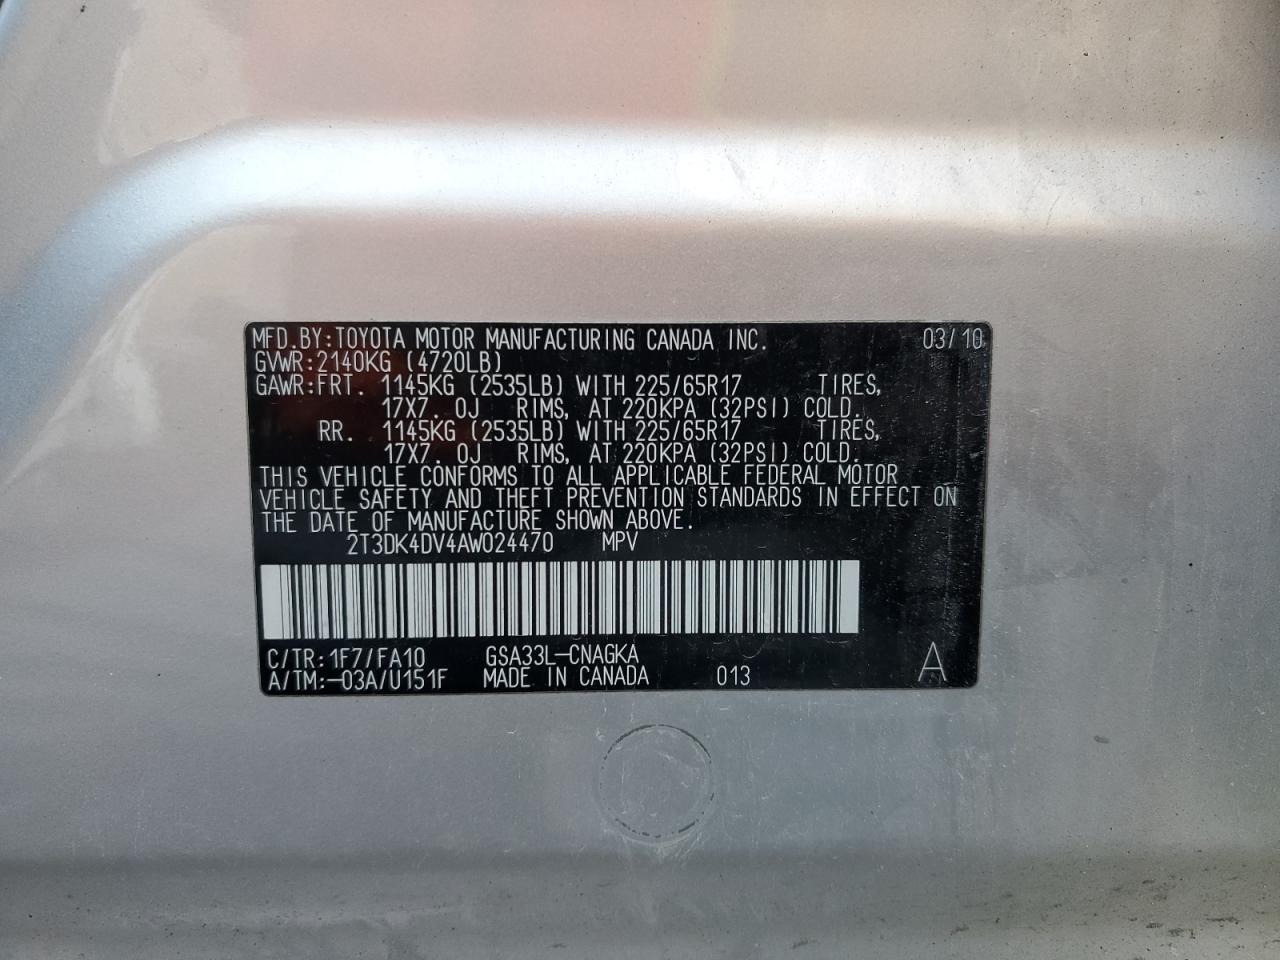 MFD.BY:TOYOTA MOTOR MANUFACTURING CANADA INC. 03/10
GVWR:2140KG (4720LB)
GAWR:FRT. 1145KG (2535LB) WITH 225/65R17 TIRES,
17X7. 0J RIMS, AT 220KPA (32PSI) COLD.
RR. 1145KG (2535LB) WITH 225/65R17 TIRES,
17X7. 0J RIMS, AT 220KPA (32PSI) COLD.
THIS VEHICLE CONFORMS TO ALL APPLICABLE FEDERAL MOTOR
VEHICLE SAFETY AND THEFT PREVENTION STANDARDS IN EFFECT ON
THE DATE OF MANUFACTURE SHOWN ABOVE.
2T3DK4DV4AW024470 MPV
C/TR:1F7/FA10 GSA33L-CNAGKA
A/TM:-03A/U151F MADE IN CANADA 013 A